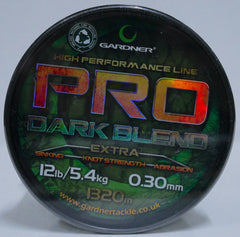 GARDNER
HIGH PERFORMANCE LINE
PRO
DARK BLEND
EXTRA
SINKING KNOT STRENGTH ABRASION
12lb/5.4kg 0.30mm
1320m
www.gardnertackle.co.uk